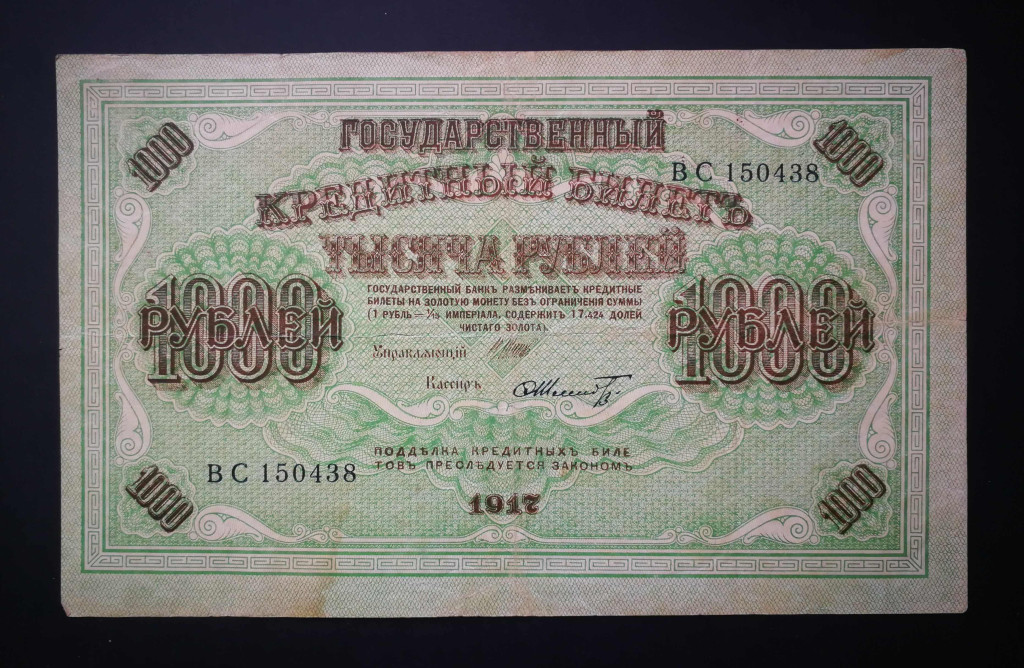 1000
1000
ГОСУДАРСТВЕННЫЙ
ВС 150438
КРЕДИТНЫЙ БИЛЕТЪ
ТЫСЯЧА РУБЛЕЙ
ГОСУДАРСТВЕННЫЙ БАНКЪ РАЗМѢНИВАЕТЪ КРЕДИТНЫЕ
БИЛЕТЫ НА ЗОЛОТУЮ МОНЕТУ БЕЗЪ ОГРАНИЧЕНІЯ СУММЫ
(1 РУБЛЬ = 1/15 ИМПЕРІАЛА, СОДЕРЖИТЪ 17.424 ДОЛЕЙ
ЧИСТАГО ЗОЛОТА).
1000
РУБЛЕЙ
1000
РУБЛЕЙ
Управляющій
Кассиръ
ПОДДѢЛКА КРЕДИТНЫХЪ БИЛЕ
ТОВЪ ПРЕСЛѢДУЕТСЯ ЗАКОНОМЪ
ВС 150438
1917
1000
1000